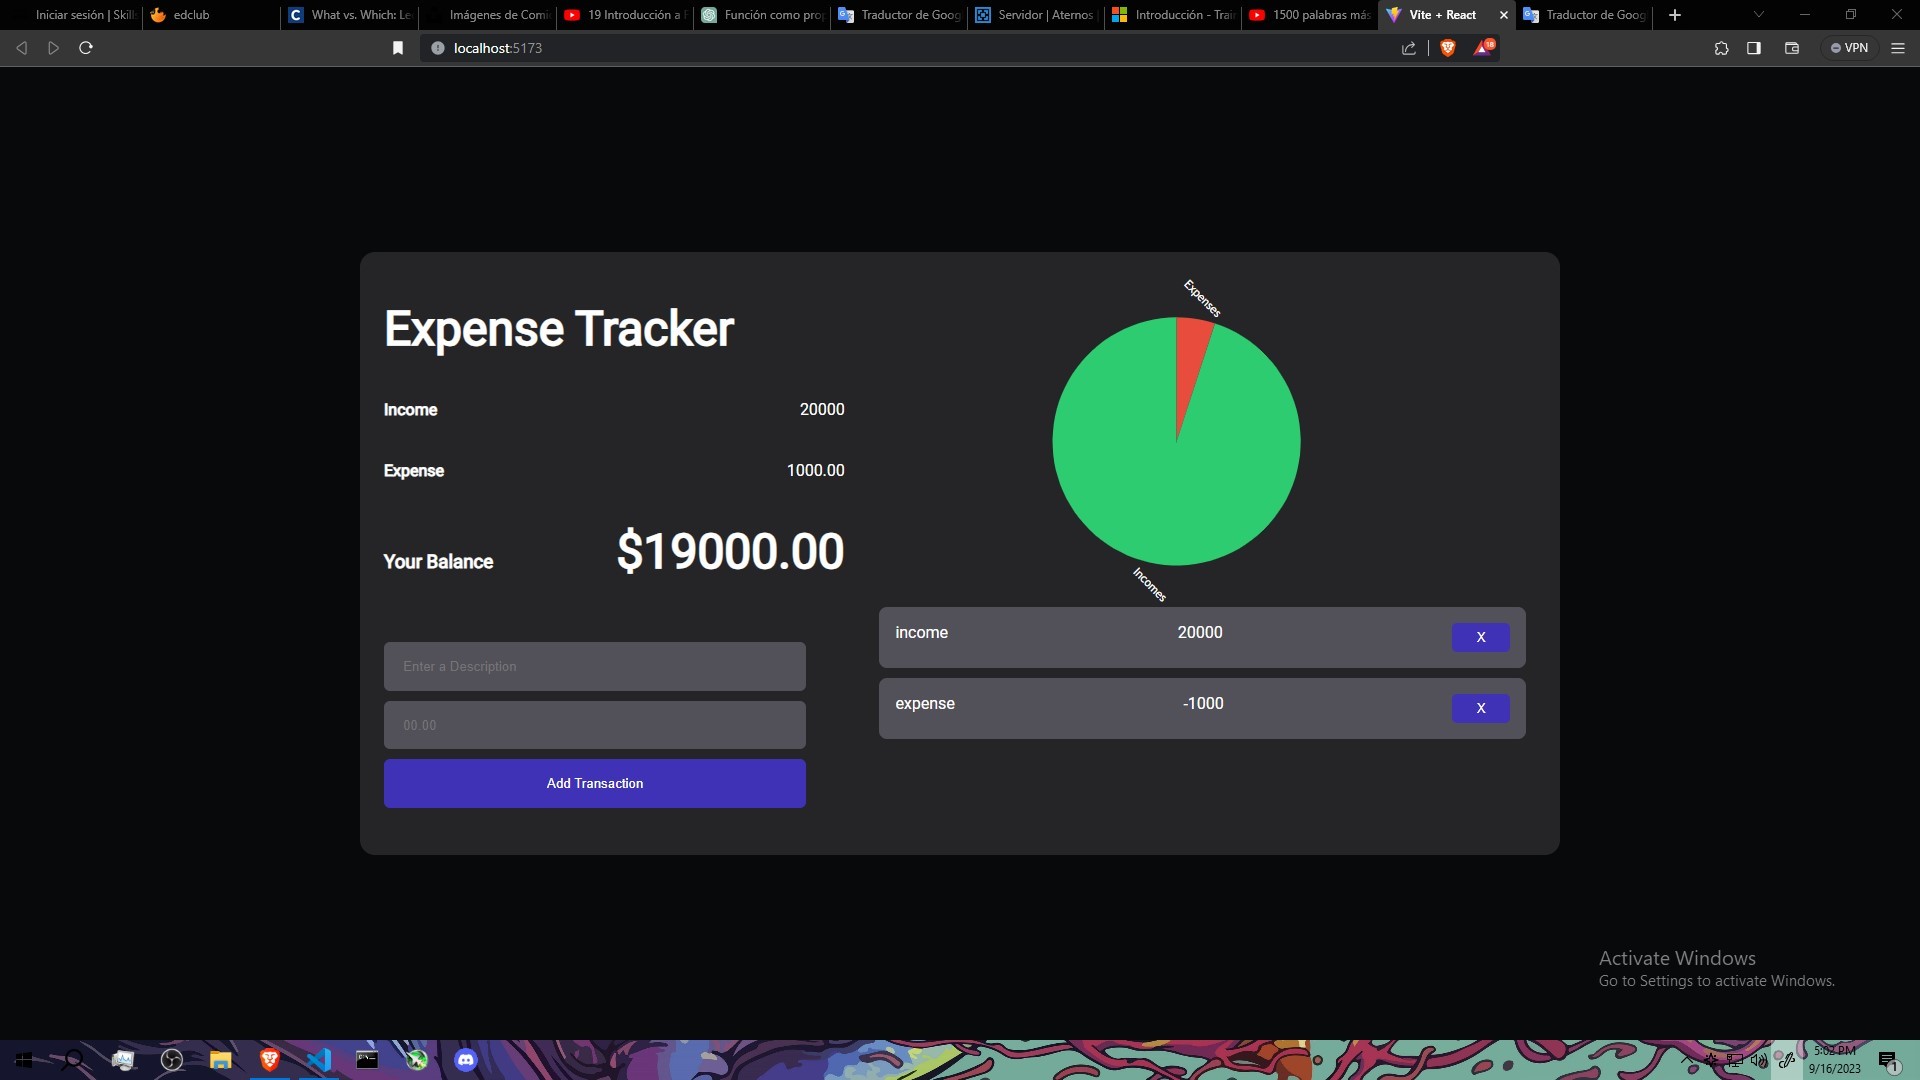 Iniciar sesión | Skill
edclub
What vs. Which: Le
Imágenes de Comi
19 Introducción a
Función como prop
Traductor de Goog
Servidor | Aternos |
Introducción - Trai
1500 palabras más
Vite + React
Traductor de Goog
localhost:5173
18
VPN
Expense Tracker
Income 20000
Expense 1000.00
Your Balance $19000.00
Enter a Description
00.00
Add Transaction
Expenses
Incomes
income 20000 X
expense -1000 X
Activate Windows
Go to Settings to activate Windows.
5:02 PM
9/16/2023
1